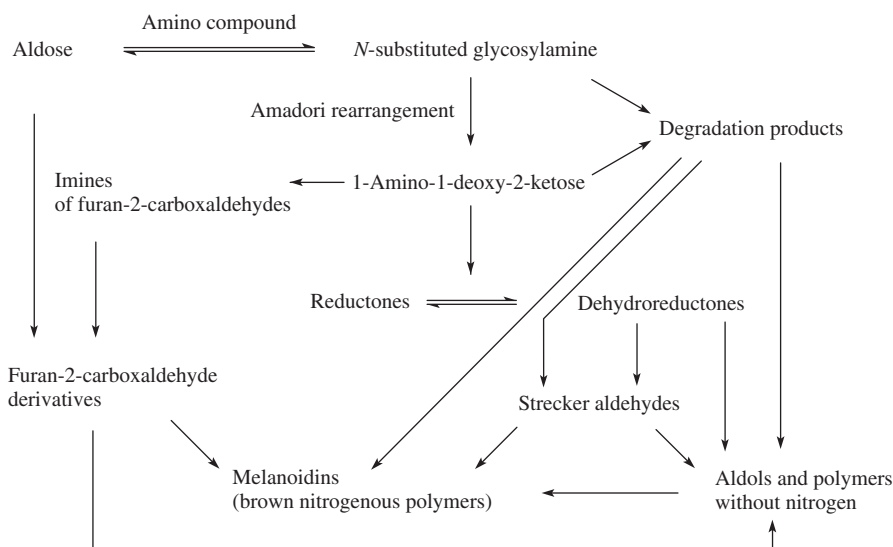 Amino compound
Aldose
N-substituted glycosylamine
Amadori rearrangement
Degradation products
Imines
of furan-2-carboxaldehydes
1-Amino-1-deoxy-2-ketose
Reductones
Dehydroreductones
Furan-2-carboxaldehyde
derivatives
Strecker aldehydes
Melanoidins
(brown nitrogenous polymers)
Aldols and polymers
without nitrogen